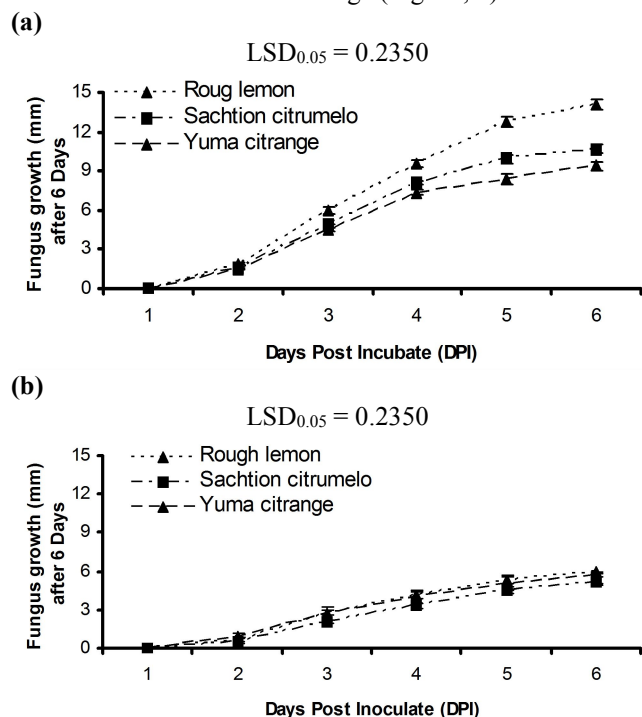 (a)
LSD0.05 = 0.2350
15
12
9
6
3
0
Fungus growth (mm)
after 6 Days
Roug lemon
Sachtion citrumelo
Yuma citrange
1 2 3 4 5 6
Days Post Incubate (DPI)
(b)
LSD0.05 = 0.2350
15
12
9
6
3
0
Fungus growth (mm)
after 6 Days
Rough lemon
Sachtion citrumelo
Yuma citrange
1 2 3 4 5 6
Days Post Inoculate (DPI)